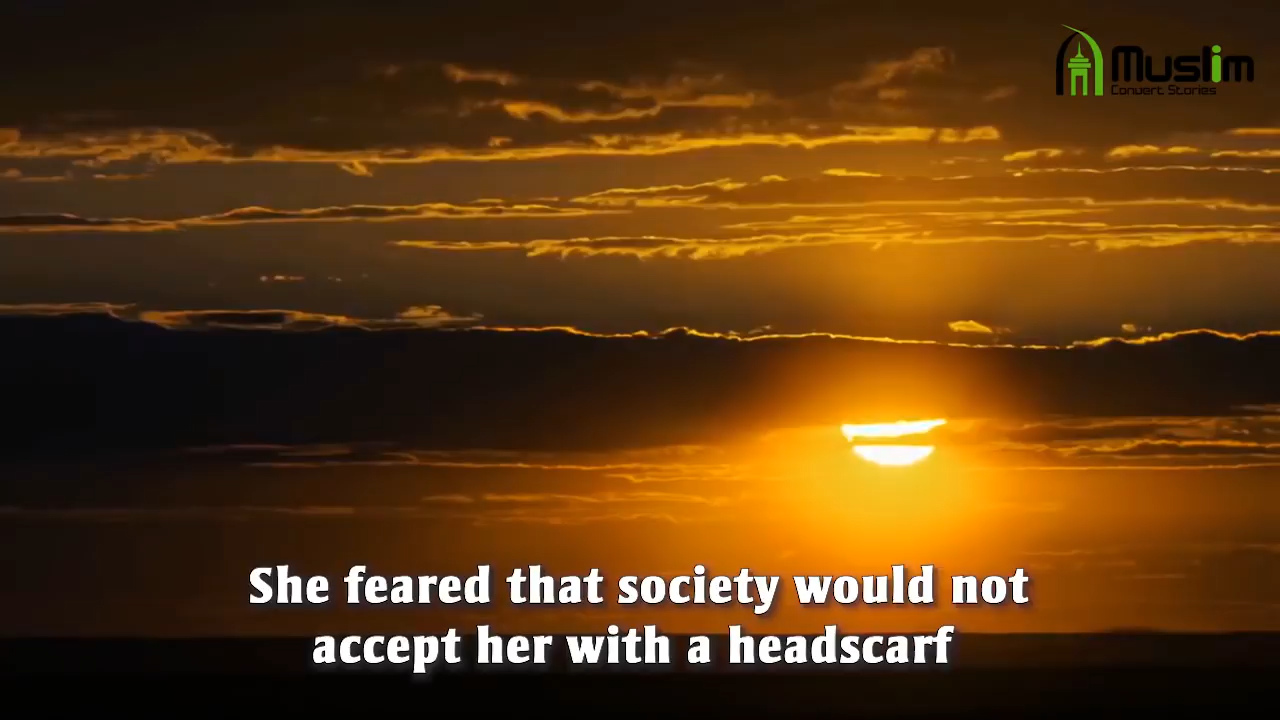 Muslim
Convert Stories
She feared that society would not
accept her with a headscarf